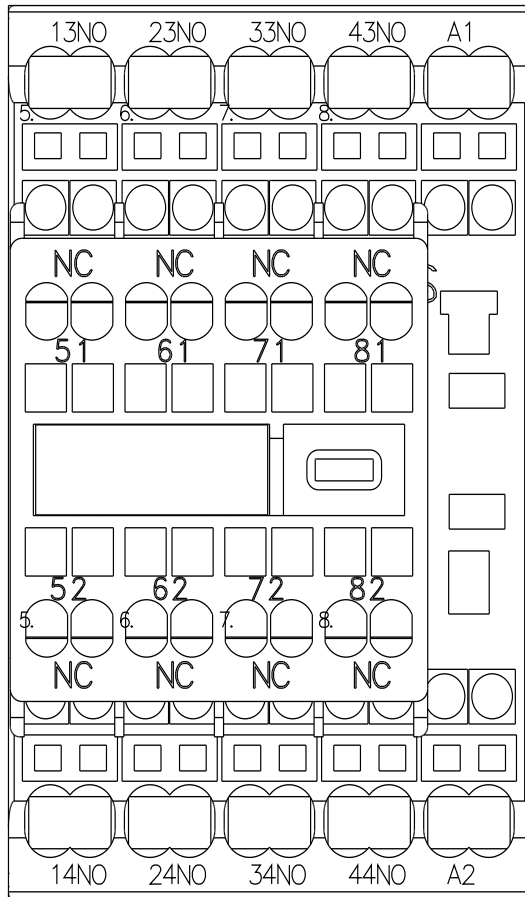 13NO 23NO 33NO 43NO A1
5. 6. 7. 8.
NC NC NC NC
51 61 71 81
52 62 72 82
5. 6. 7. 8.
NC NC NC NC
14NO 24NO 34NO 44NO A2